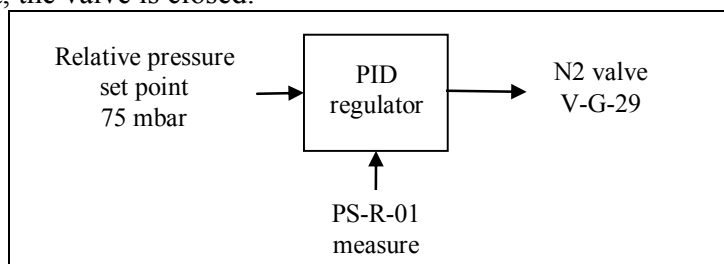 , the valve is closed.
Relative pressure
set point
75 mbar
PID
regulator
N2 valve
V-G-29
PS-R-01
measure